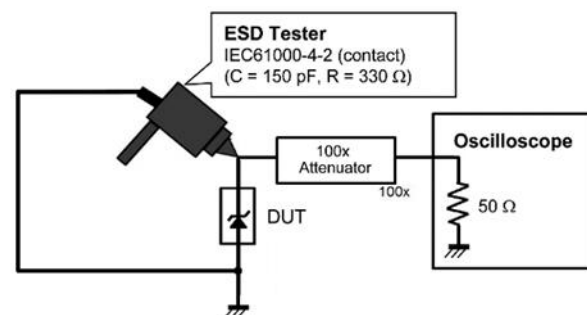 ESD Tester
IEC61000-4-2 (contact)
(C = 150 pF, R = 330 Ω)
Oscilloscope
100x
Attenuator
100x
50 Ω
DUT